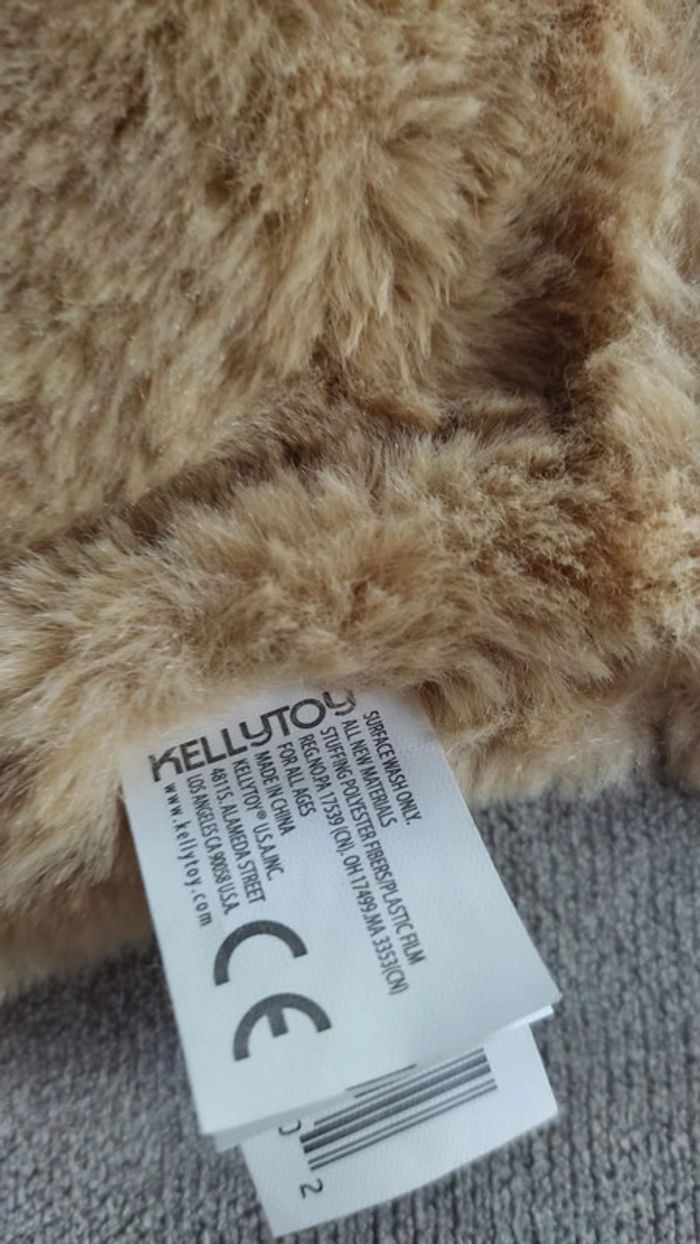 KELLYTOY
SURFACE WASH ONLY.
ALL NEW MATERIALS
STUFFING POLYESTER FIBERS/PLASTIC FILM
REG.NO.PA 17539 (CN). OH 17499.MA 3353(CN)
FOR ALL AGES
MADE IN CHINA
KELLYTOY® U.S.A.INC.
4811 S. ALAMEDA STREET
LOS ANGELES CA 90058 U.S.A.
www.kellytoy.com
CE
0
2